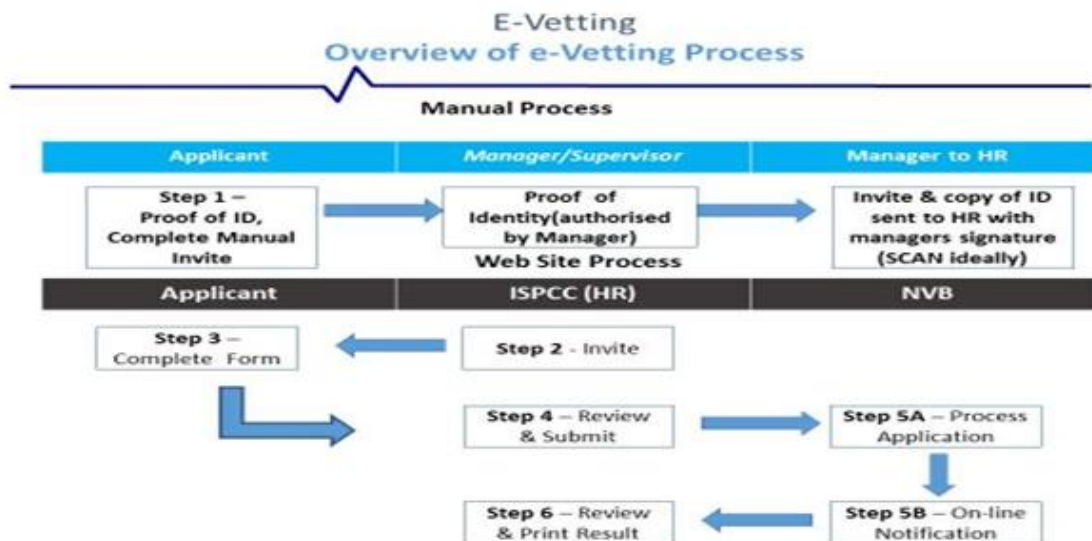 E-Vetting
Overview of e-Vetting Process
Manual Process
Applicant
Manager/Supervisor
Manager to HR
Step 1 –
Proof of ID,
Complete Manual
Invite
Proof of
Identity(authorised
by Manager)
Invite & copy of ID
sent to HR with
managers signature
(SCAN ideally)
Web Site Process
Applicant
ISPCC (HR)
NVB
Step 3 –
Complete Form
Step 2 - Invite
Step 4 – Review
& Submit
Step 5A – Process
Application
Step 6 – Review
& Print Result
Step 5B – On-line
Notification